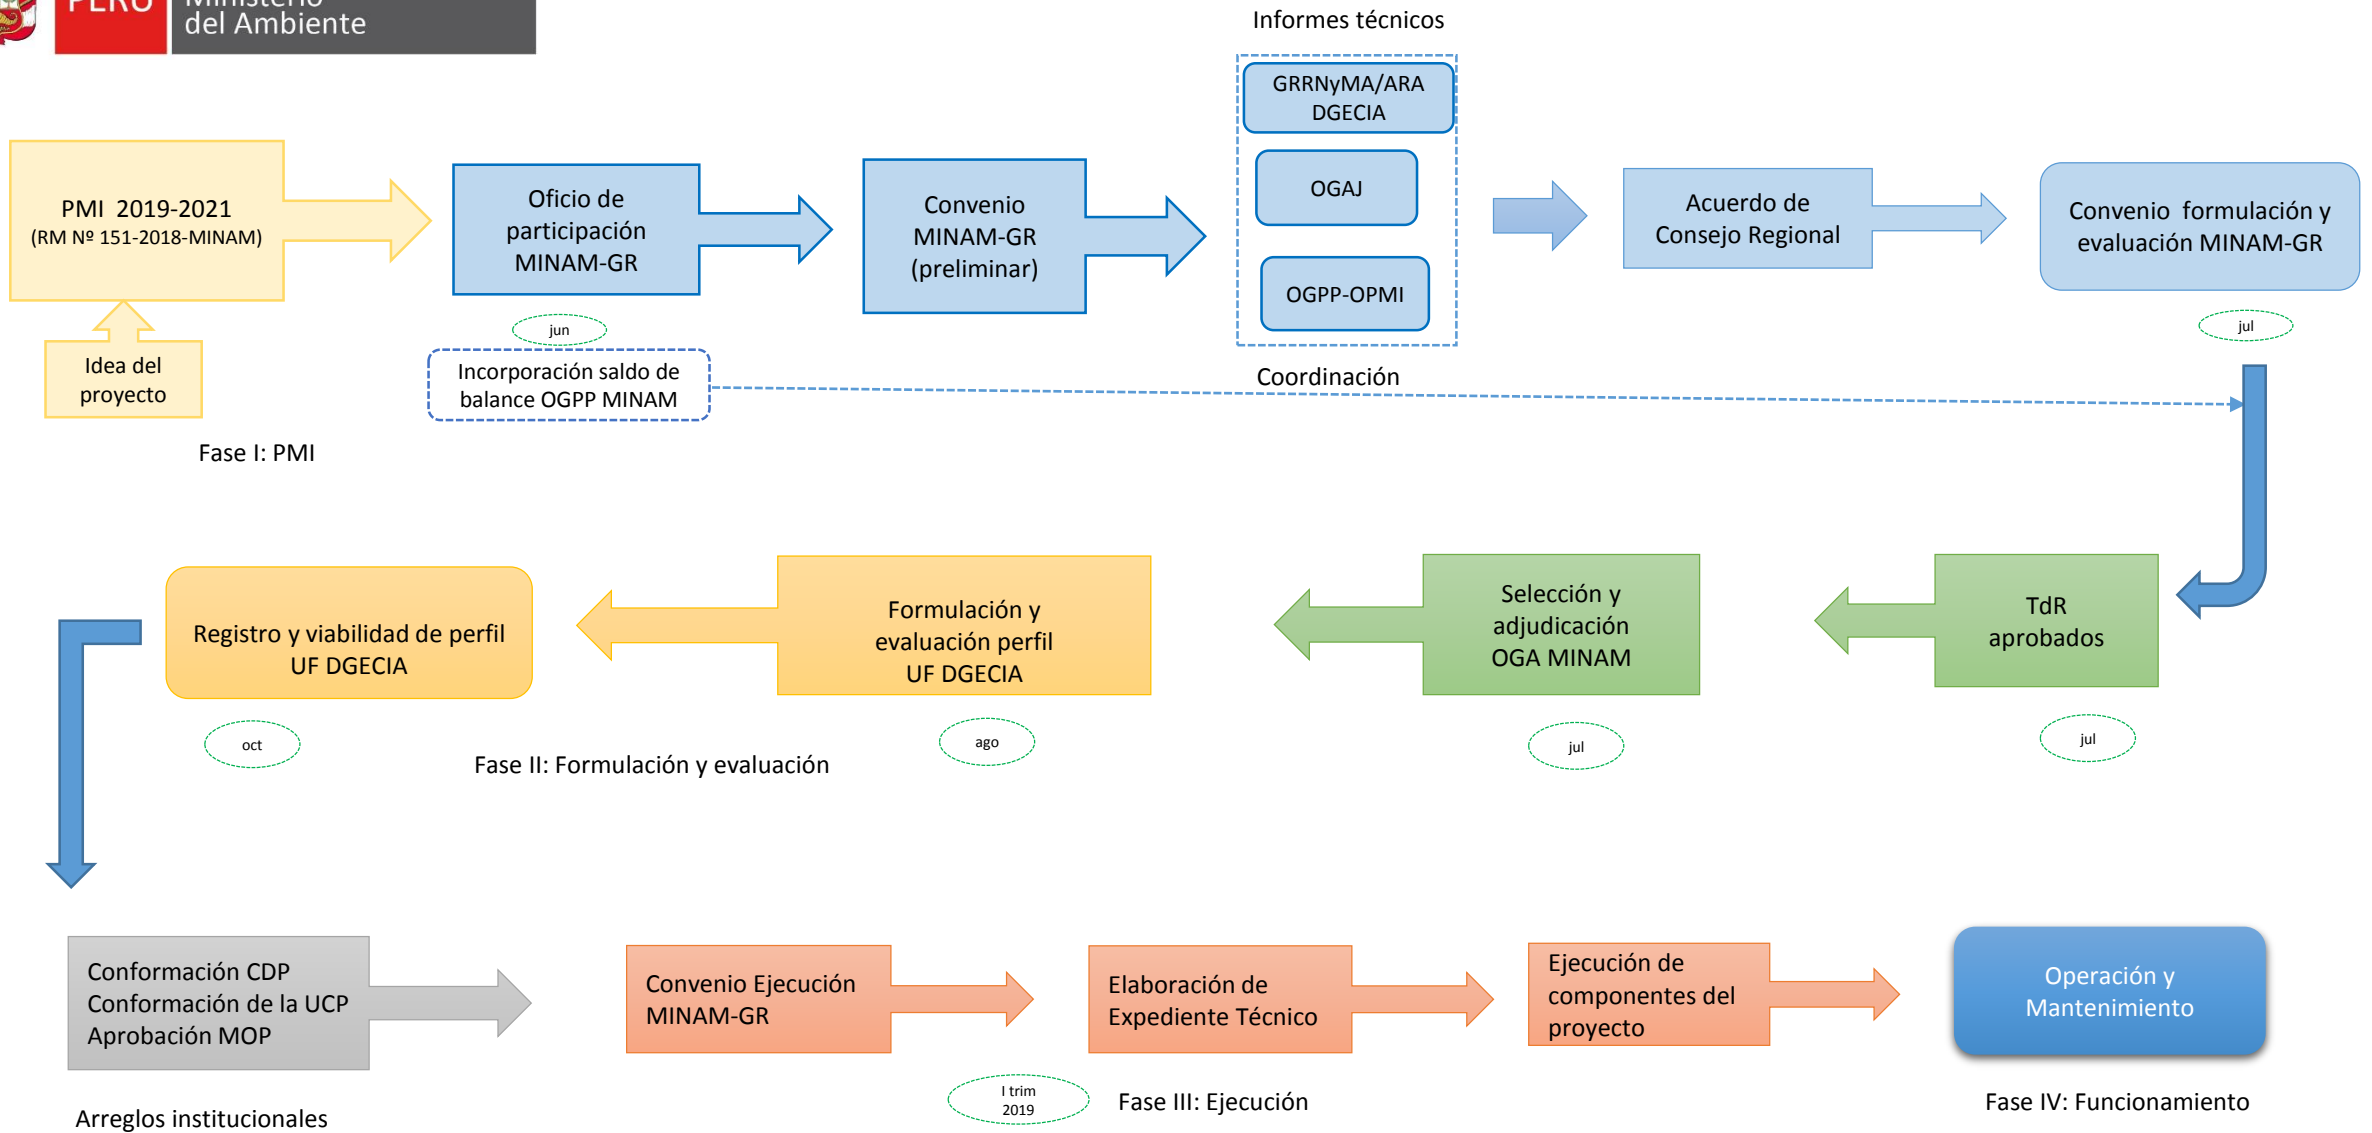 PERÚ
Ministerio
del Ambiente
Informes técnicos
GRRNyMA/ARA
DGECIA
OGAJ
OGPP-OPMI
Coordinación
PMI 2019-2021
(RM Nº 151-2018-MINAM)
Idea del
proyecto
Fase I: PMI
Oficio de
participación
MINAM-GR
jun
Incorporación saldo de
balance OGPP MINAM
Convenio
MINAM-GR
(preliminar)
Acuerdo de
Consejo Regional
Convenio formulación y
evaluación MINAM-GR
jul
TdR
aprobados
jul
Selección y
adjudicación
OGA MINAM
jul
Formulación y
evaluación perfil
UF DGECIA
ago
Registro y viabilidad de perfil
UF DGECIA
oct
Fase II: Formulación y evaluación
Conformación CDP
Conformación de la UCP
Aprobación MOP
Arreglos institucionales
Convenio Ejecución
MINAM-GR
I trim
2019
Elaboración de
Expediente Técnico
Fase III: Ejecución
Ejecución de
componentes del
proyecto
Operación y
Mantenimiento
Fase IV: Funcionamiento